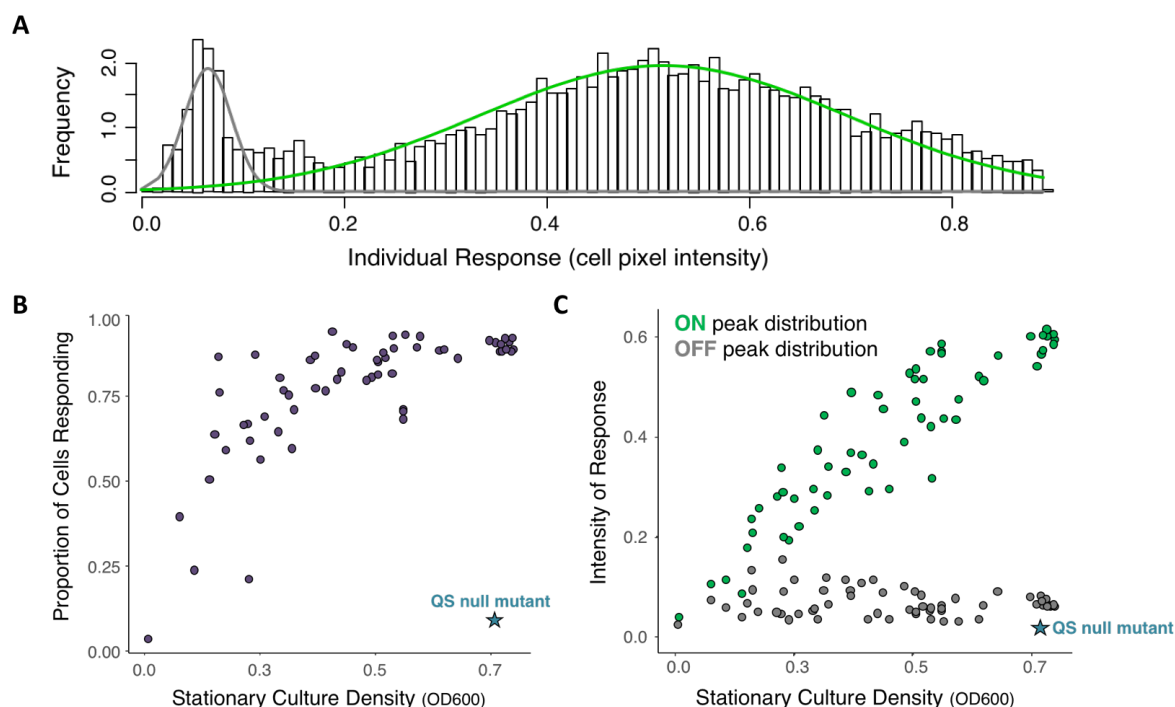 A
Frequency
2.0
1.0
0.0
0.0 0.2 0.4 0.6 0.8
Individual Response (cell pixel intensity)
B
Proportion of Cells Responding
1.00
0.75
0.50
0.25
0.00
QS null mutant
0.0 0.3 0.5 0.7
Stationary Culture Density (OD600)
C
Intensity of Response
ON peak distribution
OFF peak distribution
0.6
0.4
0.2
0.0
QS null mutant
0.0 0.3 0.5 0.7
Stationary Culture Density (OD600)